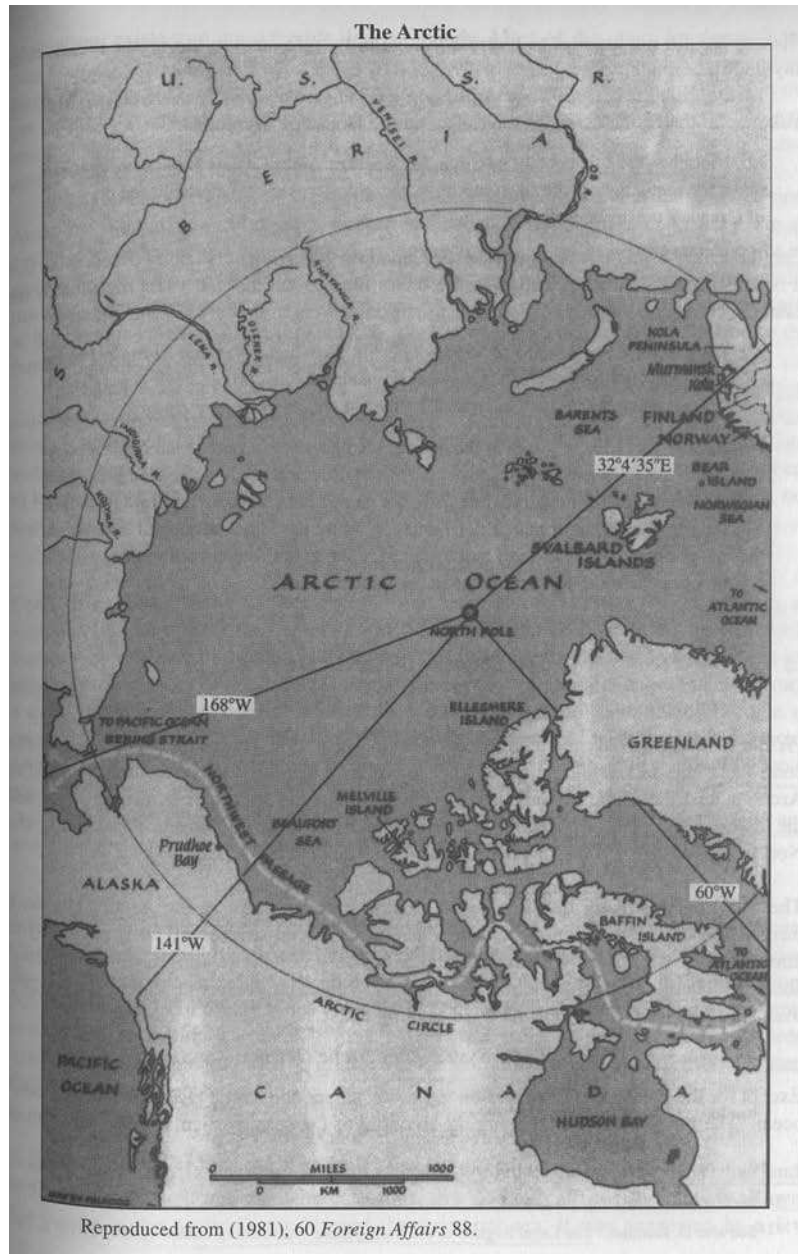 The Arctic
U. S. S. R.
S I B E R I A
YENISEI R.
OB R.
KHATANGA R.
OLENEK R.
LENA R.
INDIGIRKA R.
KOLYMA R.
KOLA
PENINSULA
Murmansk
Kola
BARENTS
SEA
FINLAND
NORWAY
32°4'35"E
BEAR
ISLAND
NORWEGIAN
SEA
SVALBARD
ISLANDS
ARCTIC OCEAN
TO
ATLANTIC
OCEAN
NORTH POLE
168°W
ELLESMERE
ISLAND
TO PACIFIC OCEAN
BERING STRAIT
GREENLAND
NORTHWEST PASSAGE
MELVILLE
ISLAND
BEAUFORT
SEA
Prudhoe
Bay
ALASKA
60°W
BAFFIN
ISLAND
141°W
TO
ATLANTIC
OCEAN
ARCTIC CIRCLE
PACIFIC
OCEAN
C A N A D A
HUDSON BAY
MILES
0 1000
0 KM 1000
Reproduced from (1981), 60 Foreign Affairs 88.